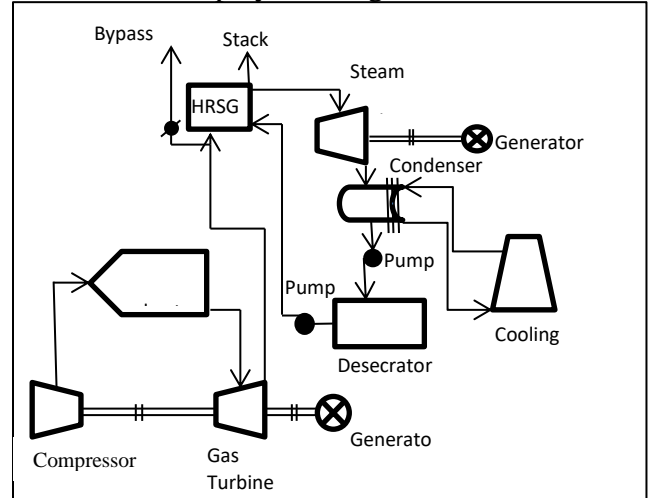 Bypass
Stack
Steam
HRSG
Generator
Condenser
Pump
Pump
Cooling
Desecrator
Generato
Compressor
Gas
Turbine